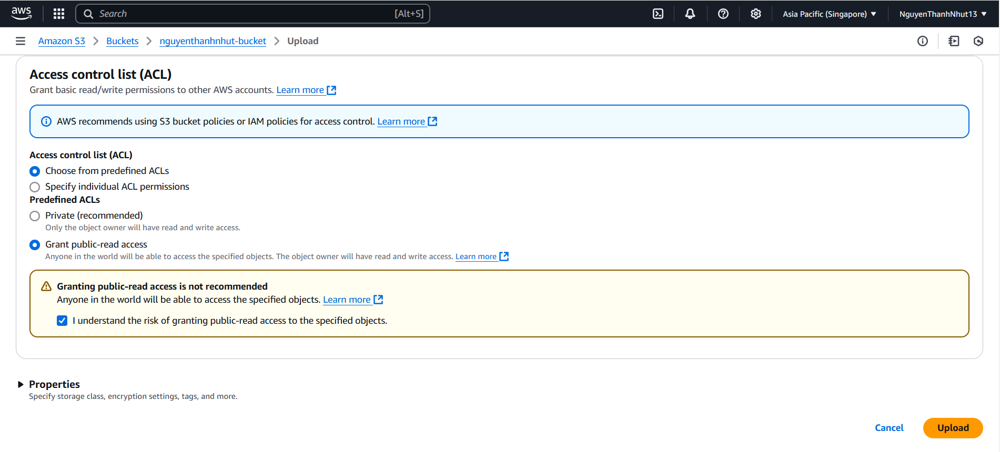 aws
Search [Alt+S]
Asia Pacific (Singapore)
NguyenThanhNhut13
Amazon S3 > Buckets > nguyenthanhnhut-bucket > Upload
Access control list (ACL)
Grant basic read/write permissions to other AWS accounts. Learn more
AWS recommends using S3 bucket policies or IAM policies for access control. Learn more
Access control list (ACL)
Choose from predefined ACLs
Specify individual ACL permissions
Predefined ACLs
Private (recommended)
Only the object owner will have read and write access.
Grant public-read access
Anyone in the world will be able to access the specified objects. The object owner will have read and write access. Learn more
Granting public-read access is not recommended
Anyone in the world will be able to access the specified objects. Learn more
I understand the risk of granting public-read access to the specified objects.
Properties
Specify storage class, encryption settings, tags, and more.
Cancel
Upload